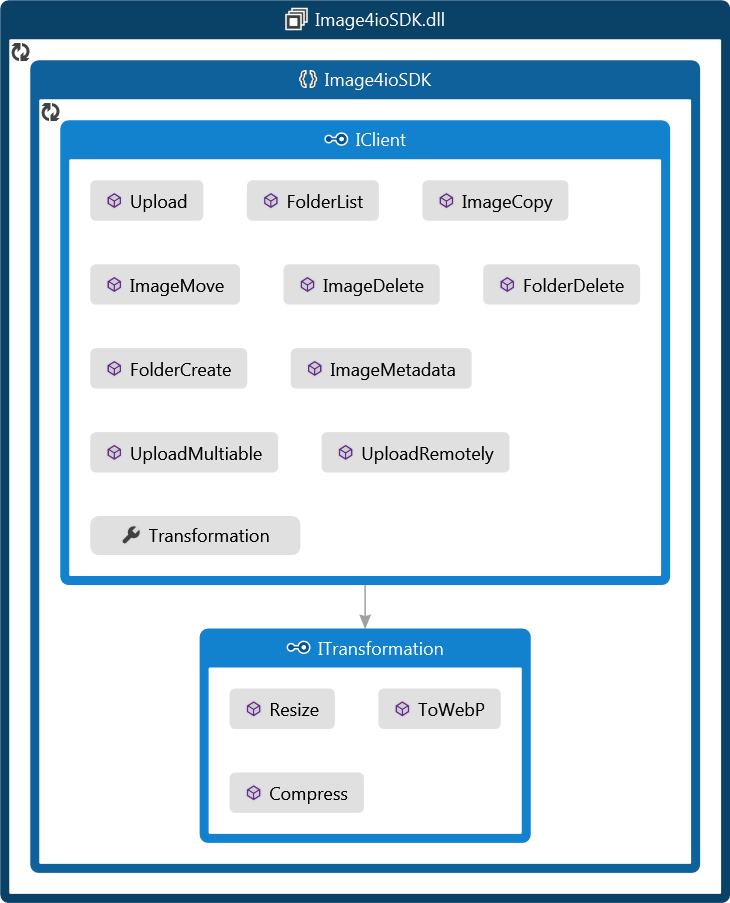 Image4ioSDK.dll
Image4ioSDK
IClient
Upload FolderList ImageCopy
ImageMove ImageDelete FolderDelete
FolderCreate ImageMetadata
UploadMultiable UploadRemotely
Transformation
ITransformation
Resize ToWebP
Compress